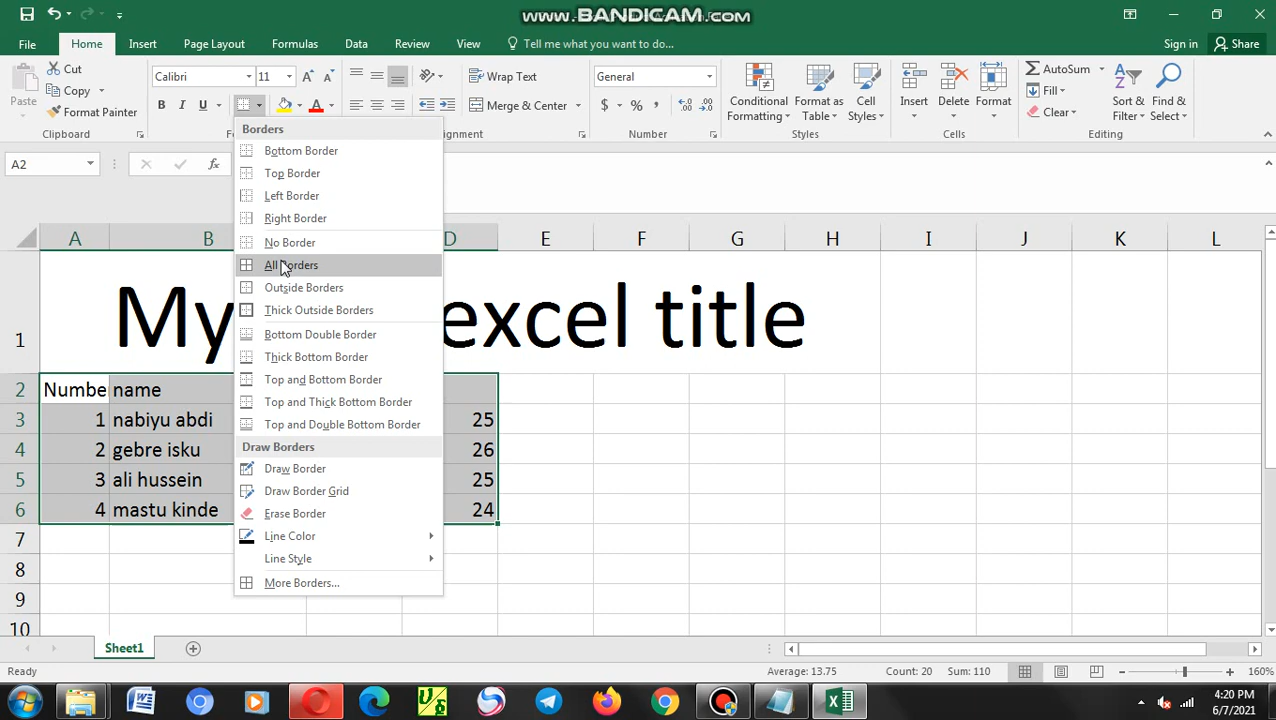 WWW.BANDICAM.COM
File Home Insert Page Layout Formulas Data Review View Tell me what you want to do... Sign in Share
Cut
Copy
Format Painter
Paste
Clipboard
Calibri 11
B I U A
General
Wrap Text
Merge & Center
$ % ,
Number
Conditional Formatting
Format as Table
Cell Styles
Styles
Insert Delete Format
Cells
AutoSum
Fill
Clear
Sort & Filter
Find & Select
Editing
A2
fx
Borders
Bottom Border
Top Border
Left Border
Right Border
No Border
All Borders
Outside Borders
Thick Outside Borders
Bottom Double Border
Thick Bottom Border
Top and Bottom Border
Top and Thick Bottom Border
Top and Double Bottom Border
Draw Borders
Draw Border
Draw Border Grid
Erase Border
Line Color
Line Style
More Borders...
A B D E F G H I J K L
1 My excel title
2 Number name
3 1 nabiyu abdi 25
4 2 gebre isku 26
5 3 ali hussein 25
6 4 mastu kinde 24
7
8
9
10
Sheet1
Ready Average: 13.75 Count: 20 Sum: 110 160%
4:20 PM
6/7/2021